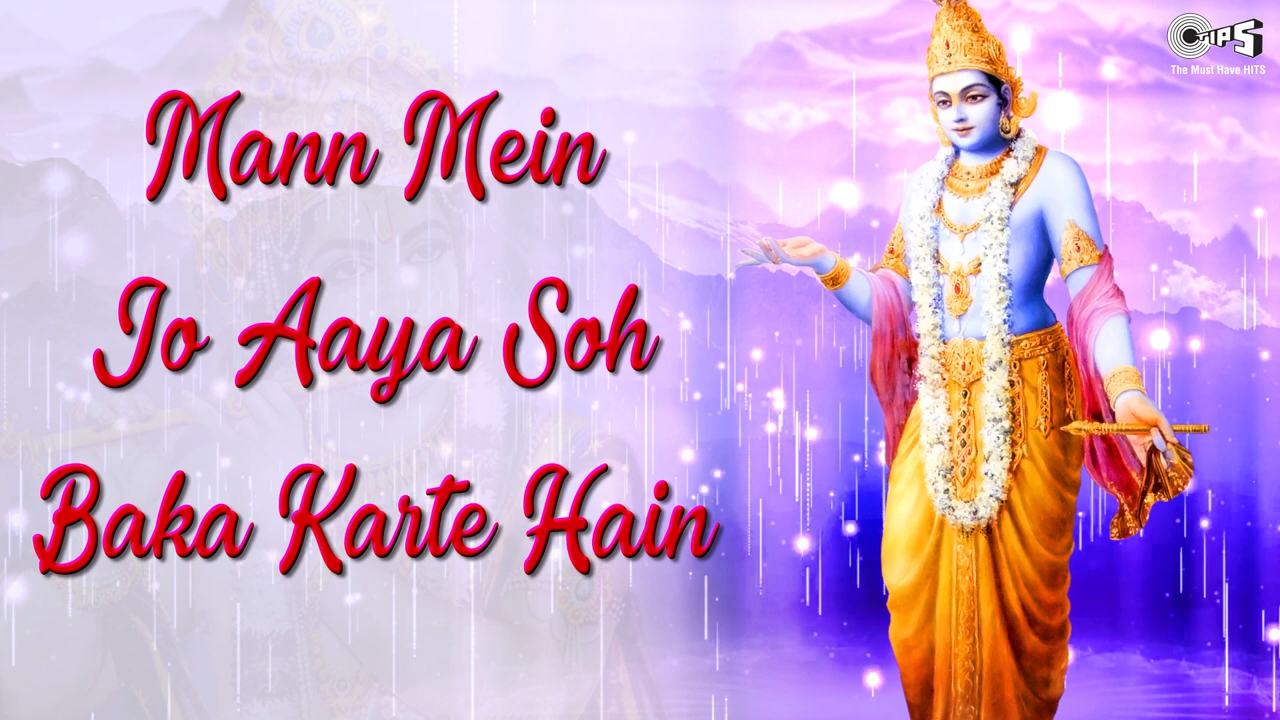 Mann Mein
Jo Aaya Soh
Baka Karte Hain
TIPS
The Must Have HITS